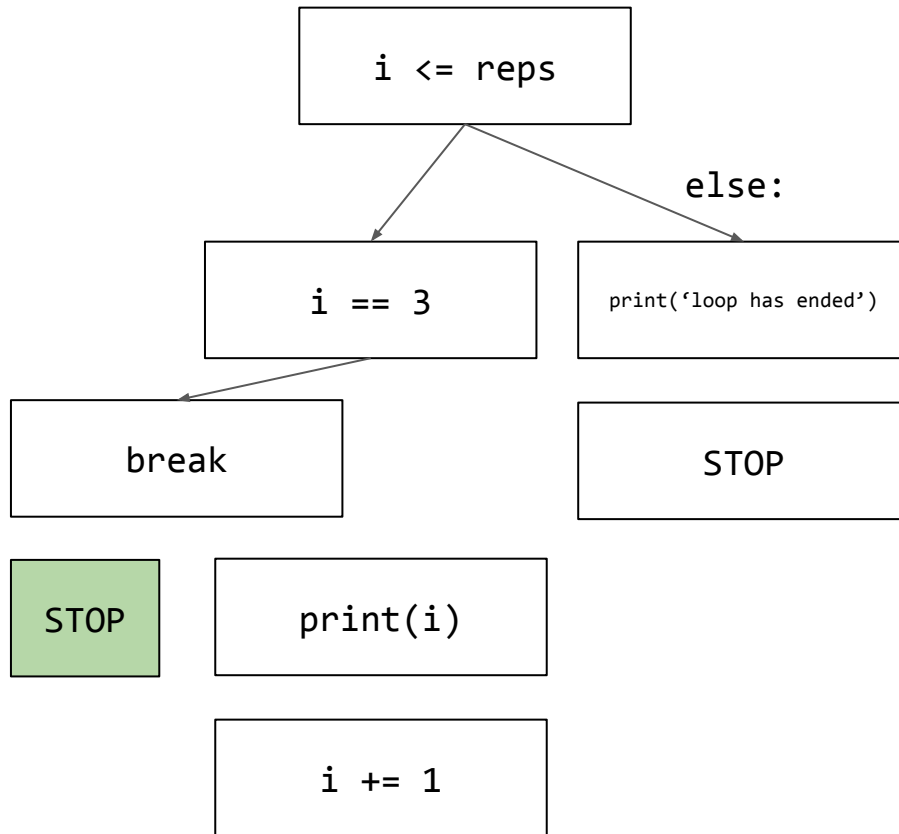 i <= reps
else:
i == 3
print(‘loop has ended’)
break
STOP
STOP
print(i)
i += 1